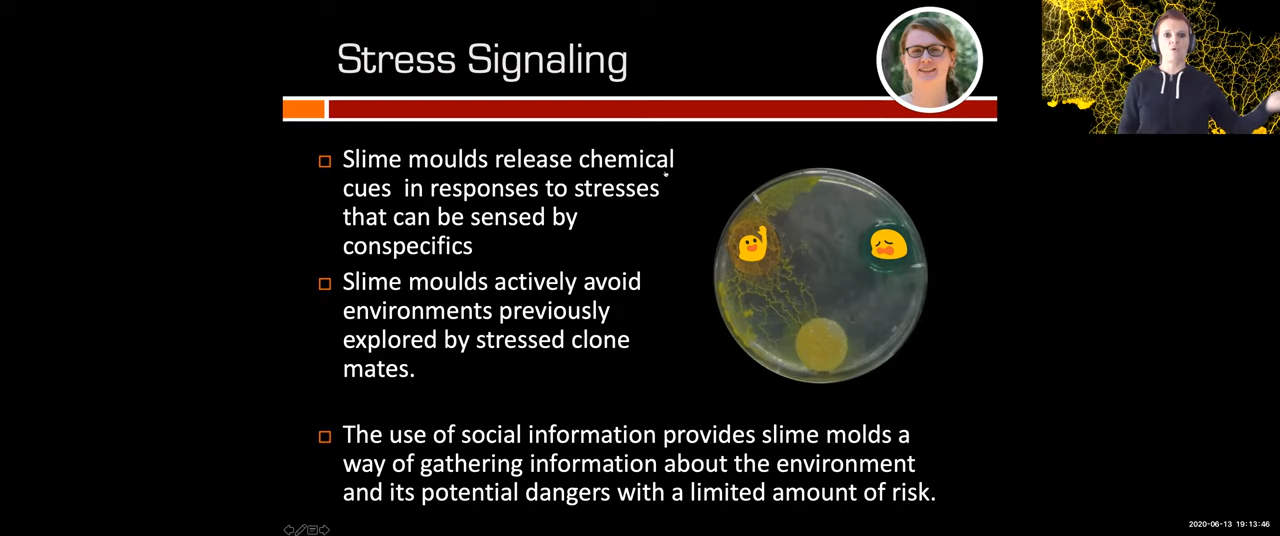 Stress Signaling
Slime moulds release chemical
cues in responses to stresses
that can be sensed by
conspecifics
Slime moulds actively avoid
environments previously
explored by stressed clone
mates.
The use of social information provides slime molds a
way of gathering information about the environment
and its potential dangers with a limited amount of risk.
2020-06-13 19:13:46